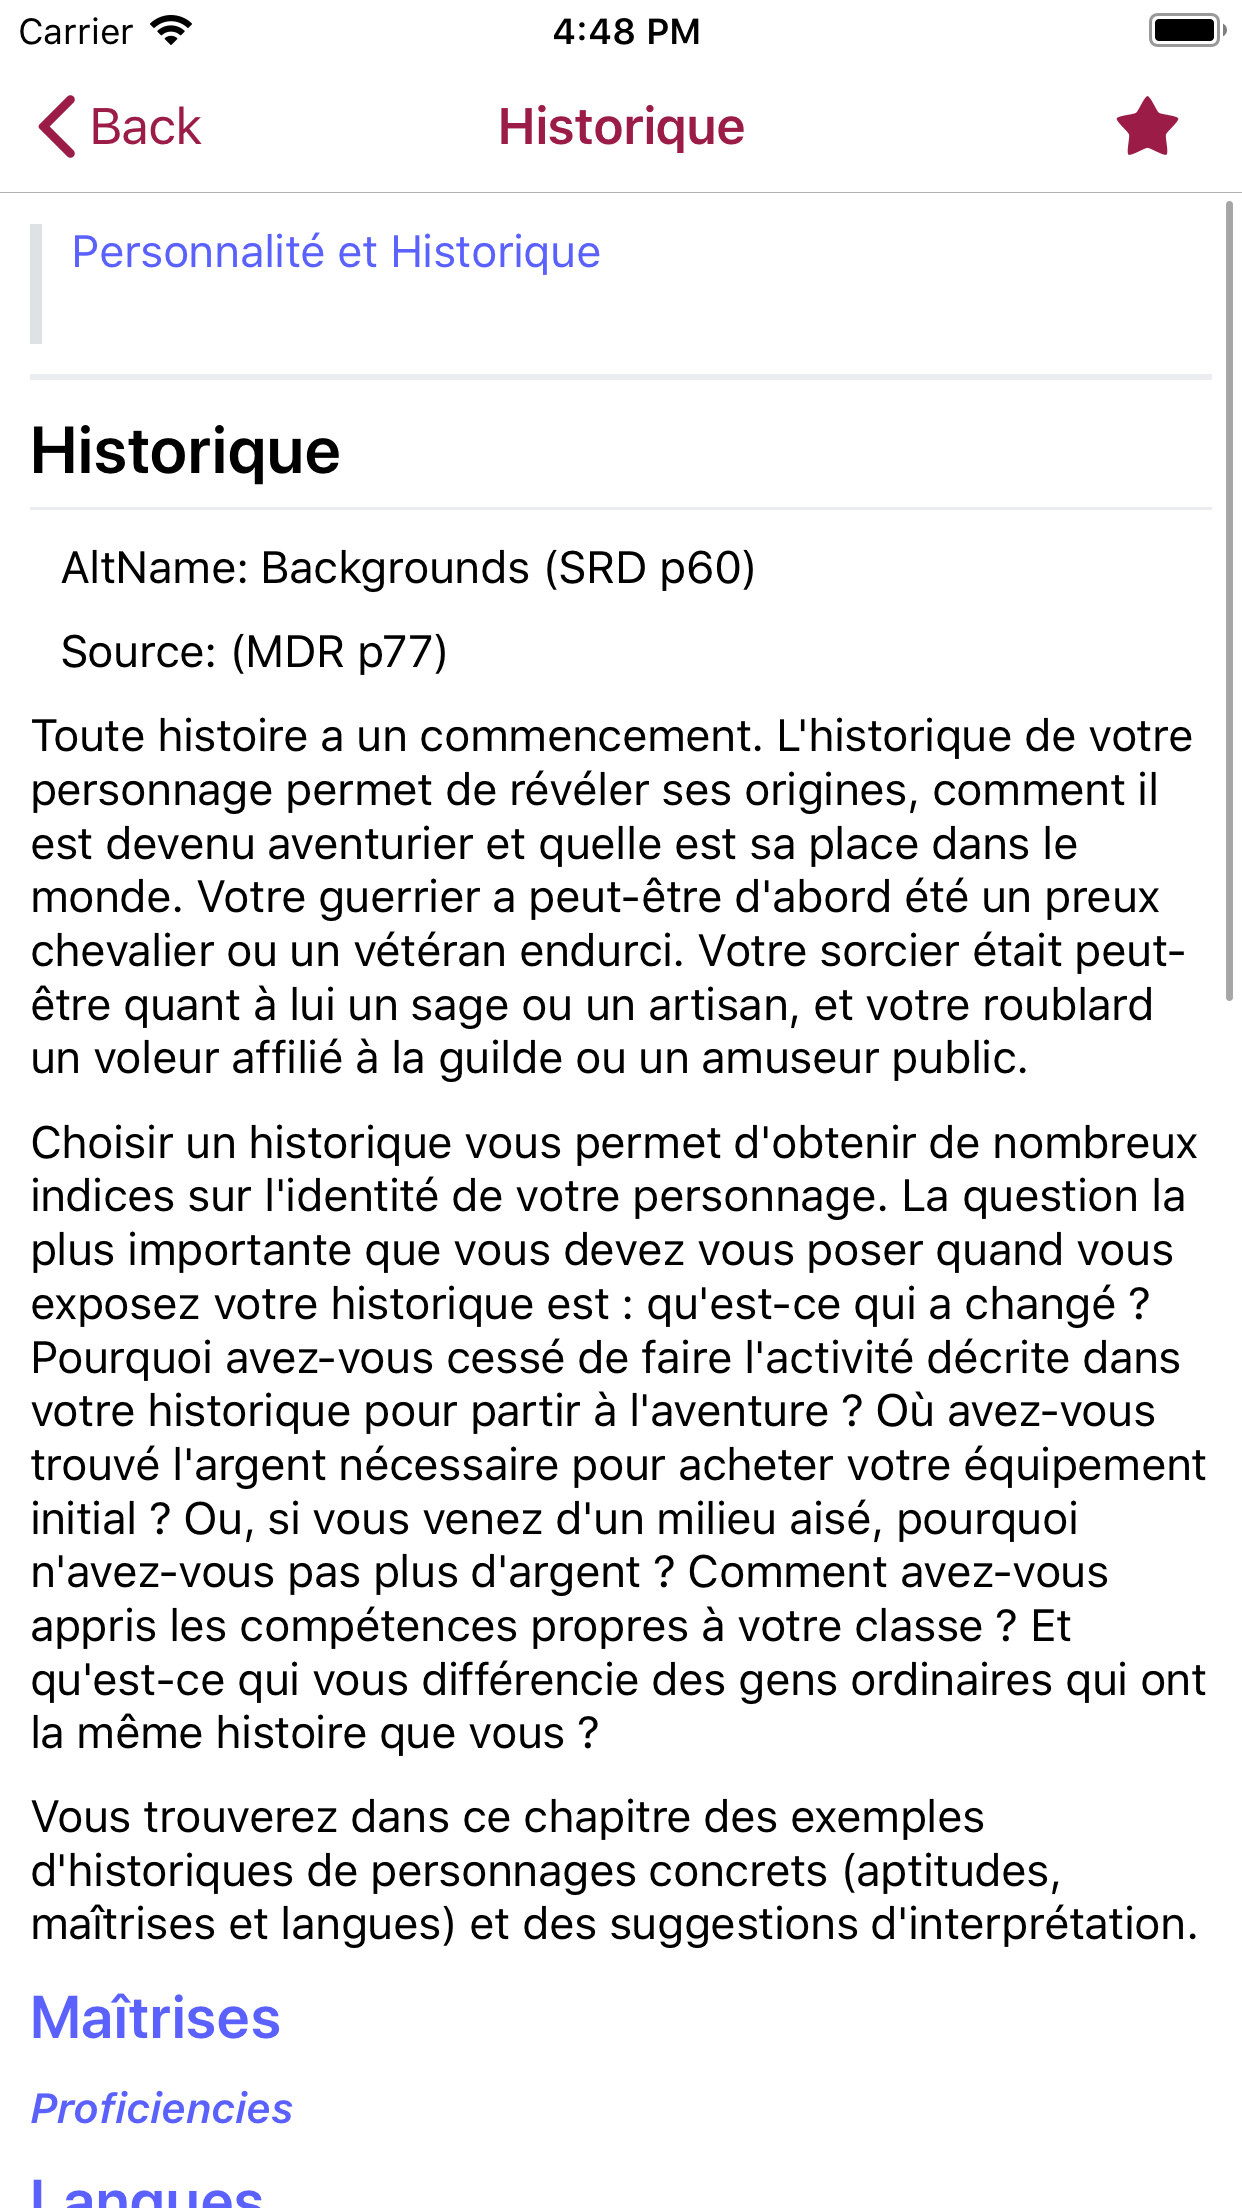 Carrier 4:48 PM
Back Historique
Personnalité et Historique
Historique
AltName: Backgrounds (SRD p60)
Source: (MDR p77)
Toute histoire a un commencement. L'historique de votre
personnage permet de révéler ses origines, comment il
est devenu aventurier et quelle est sa place dans le
monde. Votre guerrier a peut-être d'abord été un preux
chevalier ou un vétéran endurci. Votre sorcier était peut-
être quant à lui un sage ou un artisan, et votre roublard
un voleur affilié à la guilde ou un amuseur public.
Choisir un historique vous permet d'obtenir de nombreux
indices sur l'identité de votre personnage. La question la
plus importante que vous devez vous poser quand vous
exposez votre historique est : qu'est-ce qui a changé ?
Pourquoi avez-vous cessé de faire l'activité décrite dans
votre historique pour partir à l'aventure ? Où avez-vous
trouvé l'argent nécessaire pour acheter votre équipement
initial ? Ou, si vous venez d'un milieu aisé, pourquoi
n'avez-vous pas plus d'argent ? Comment avez-vous
appris les compétences propres à votre classe ? Et
qu'est-ce qui vous différencie des gens ordinaires qui ont
la même histoire que vous ?
Vous trouverez dans ce chapitre des exemples
d'historiques de personnages concrets (aptitudes,
maîtrises et langues) et des suggestions d'interprétation.
Maîtrises
Proficiencies
Langues